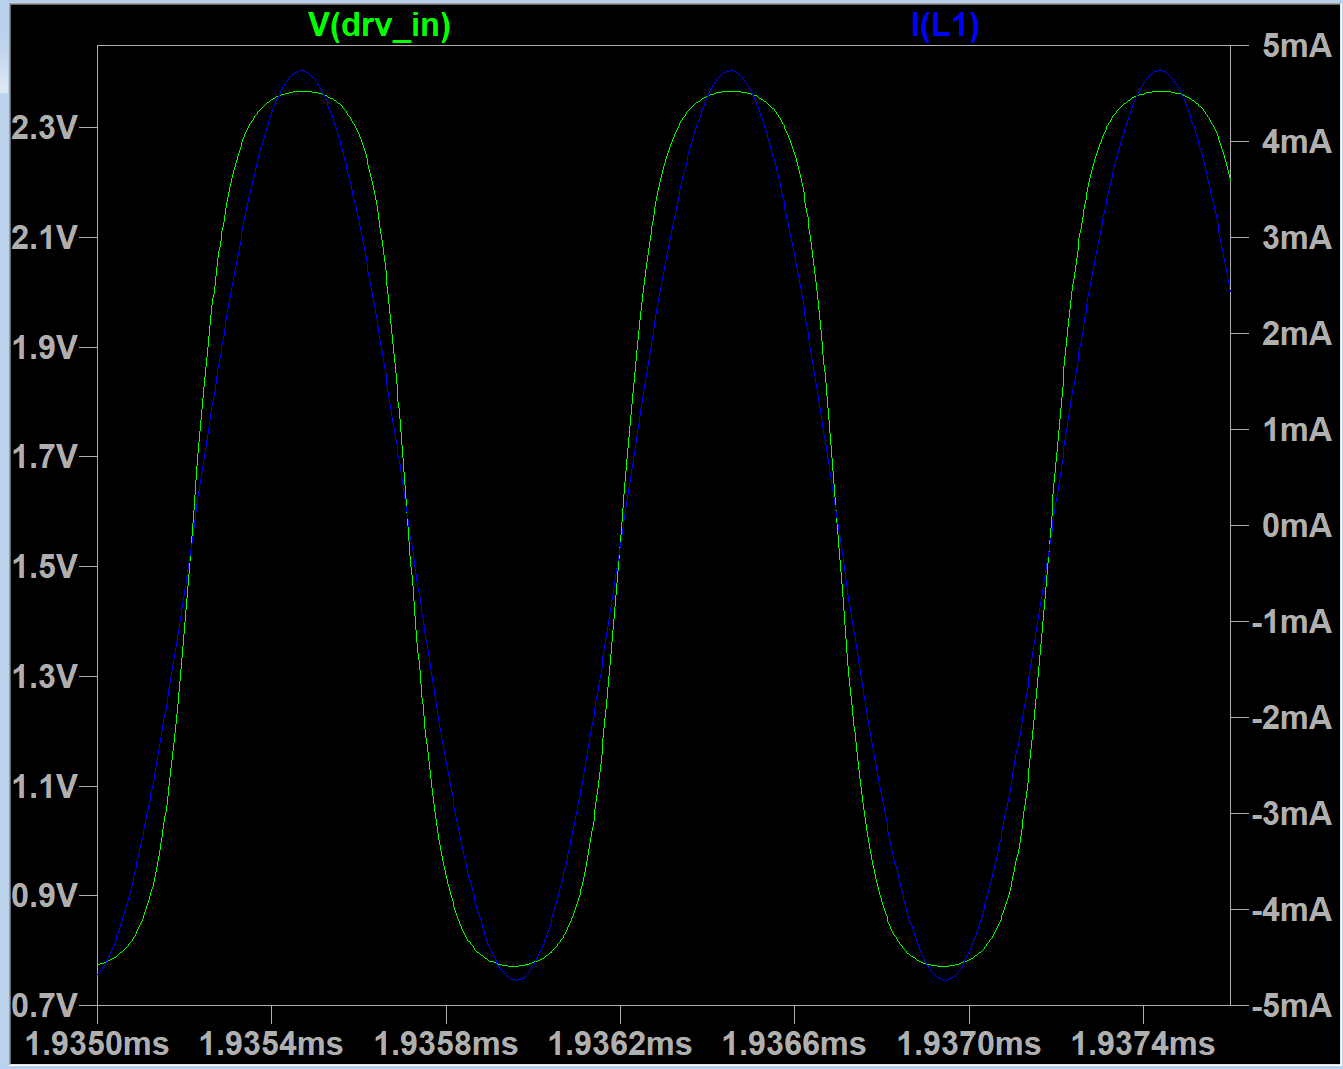 V(drv_in) I(L1)
5mA
2.3V 4mA
2.1V 3mA
1.9V 2mA
1.7V 1mA
1.5V 0mA
1.3V -1mA
1.1V -2mA
0.9V -3mA
0.7V -4mA
-5mA
1.9350ms 1.9354ms 1.9358ms 1.9362ms 1.9366ms 1.9370ms 1.9374ms